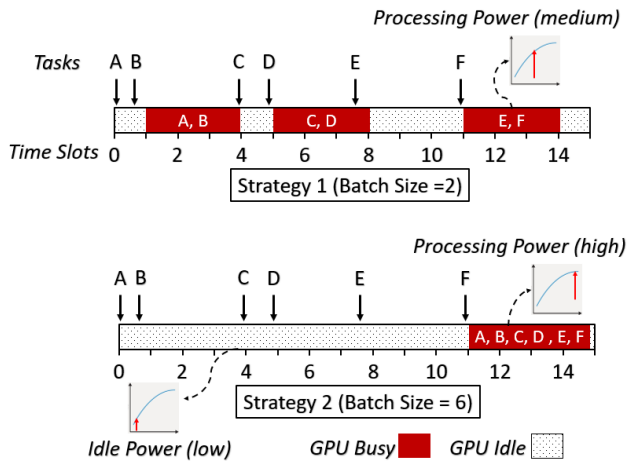 Processing Power (medium)
Tasks A B C D E F
A, B C, D E, F
Time Slots 0 2 4 6 8 10 12 14
Strategy 1 (Batch Size =2)
Processing Power (high)
A B C D E F
A, B, C, D , E, F
0 2 4 6 8 10 12 14
Strategy 2 (Batch Size = 6)
Idle Power (low) GPU Busy GPU Idle